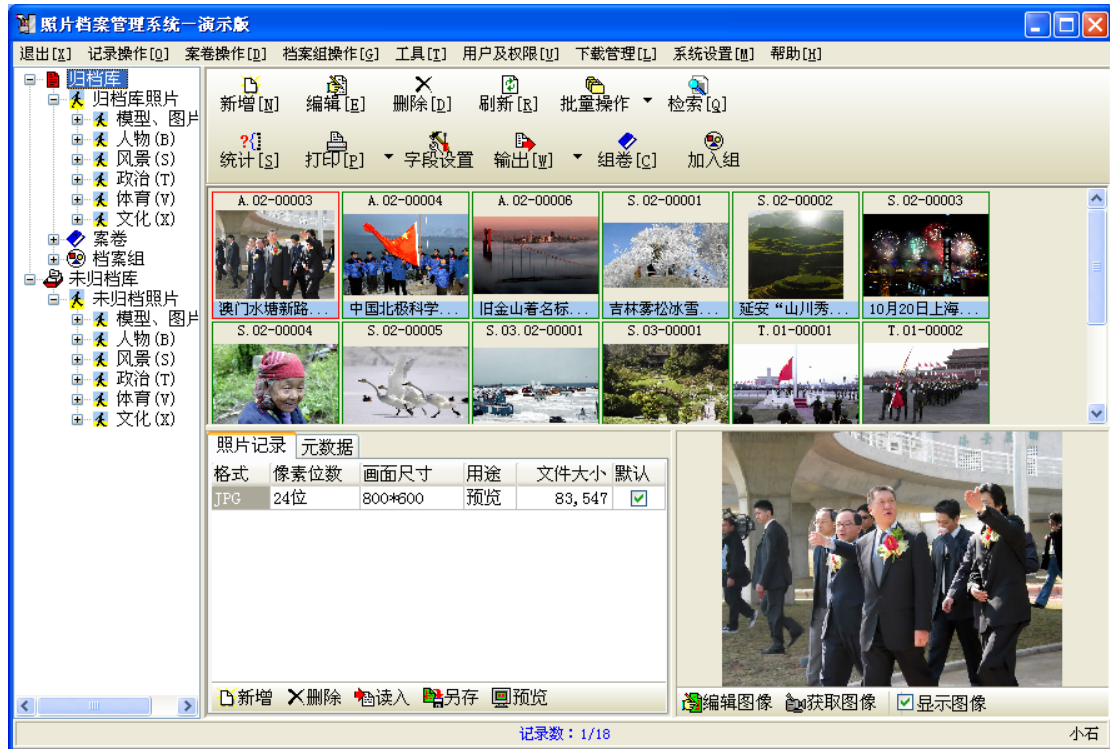 照片档案管理系统一演示版
退出[X] 记录操作[O] 案卷操作[D] 档案组操作[G] 工具[T] 用户及权限[U] 下载管理[L] 系统设置[M] 帮助[H]
归档库
归档库照片
模型、图片
人物(B)
风景(S)
政治(T)
体育(V)
文化(X)
案卷
档案组
未归档库
未归档照片
模型、图片
人物(B)
风景(S)
政治(T)
体育(V)
文化(X)
新增[N] 编辑[E] 删除[D] 刷新[R] 批量操作 检索[Q]
统计[S] 打印[P] 字段设置 输出[W] 组卷[C] 加入组
A.02-00003 A.02-00004 A.02-00006 S.02-00001 S.02-00002 S.02-00003
澳门水塘新路... 中国北极科学... 旧金山著名标... 吉林雾松冰雪... 延安“山川秀... 10月20日上海...
S.02-00004 S.02-00005 S.03.02-00001 S.03-00001 T.01-00001 T.01-00002
照片记录 元数据
格式 像素位数 画面尺寸 用途 文件大小 默认
JPG 24位 800*600 预览 83,547
新增 删除 读入 另存 预览
编辑图像 获取图像 显示图像
记录数：1/18 小石